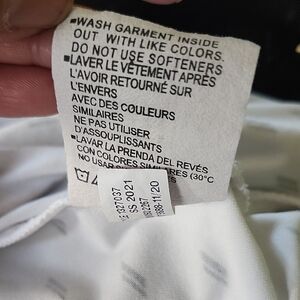 ▪WASH GARMENT INSIDE
OUT WITH LIKE COLORS.
DO NOT USE SOFTENERS
▪LAVER LE VÊTEMENT APRÈS
L'AVOIR RETOURNÉ SUR
L'ENVERS
AVEC DES COULEURS
SIMILAIRES
NE PAS UTILISER
D'ASSOUPLISSANTS
▪LAVAR LA PRENDA DEL REVÉS
CON COLORES SIMILARES (30°C
NO USAR
SS 2021